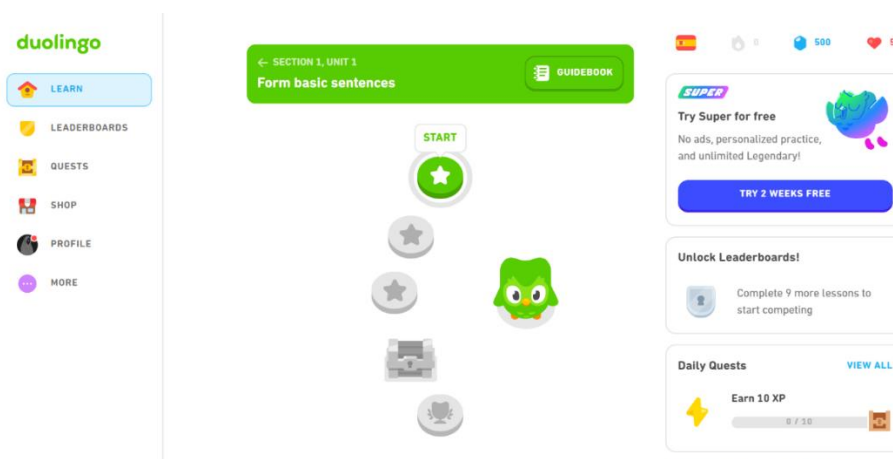 duolingo
LEARN
LEADERBOARDS
QUESTS
SHOP
PROFILE
MORE
← SECTION 1, UNIT 1
Form basic sentences
GUIDEBOOK
START
0
500
SUPER
Try Super for free
No ads, personalized practice,
and unlimited Legendary!
TRY 2 WEEKS FREE
Unlock Leaderboards!
Complete 9 more lessons to
start competing
Daily Quests
VIEW ALL
Earn 10 XP
0 / 10